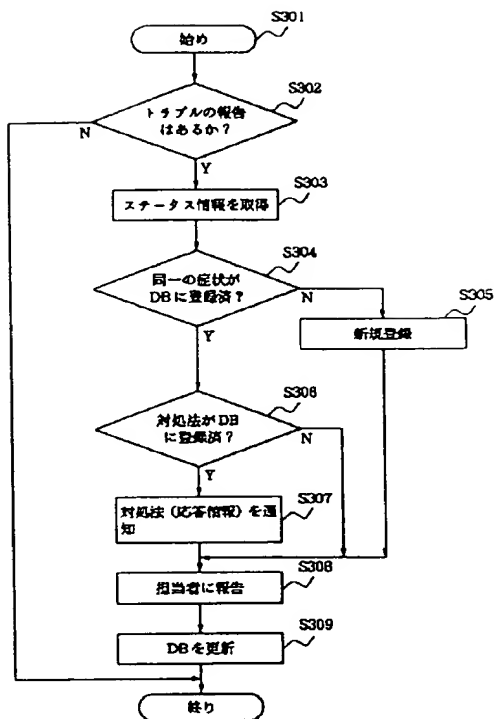 S301
始め
S302
トラブルの報告
はあるか?
N
Y
S303
ステータス情報を取得
S304
同一の症状が
DBに登録済?
N
Y
S305
新規登録
S306
対処法がDB
に登録済?
N
Y
S307
対処法(応答情報)を通
知
S308
担当者に報告
S309
DBを更新
終り